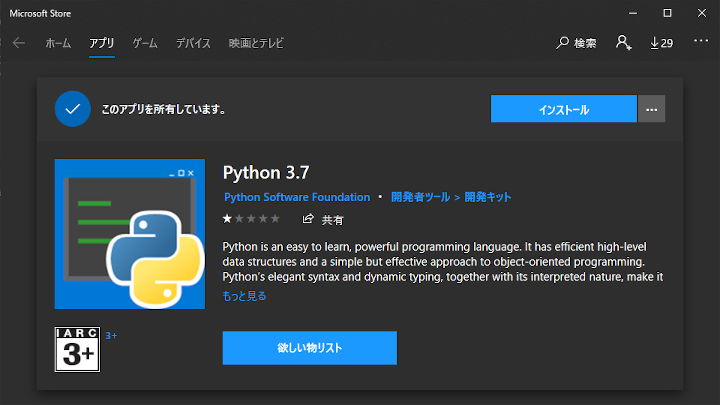 Microsoft Store
ホーム アプリ ゲーム デバイス 映画とテレビ 検索 29
このアプリを所有しています。 インストール
Python 3.7
Python Software Foundation • 開発者ツール > 開発キット
共有
Python is an easy to learn, powerful programming language. It has efficient high-level
data structures and a simple but effective approach to object-oriented programming.
Python's elegant syntax and dynamic typing, together with its interpreted nature, make it
もっと見る
IARC 3+
3+
欲しい物リスト